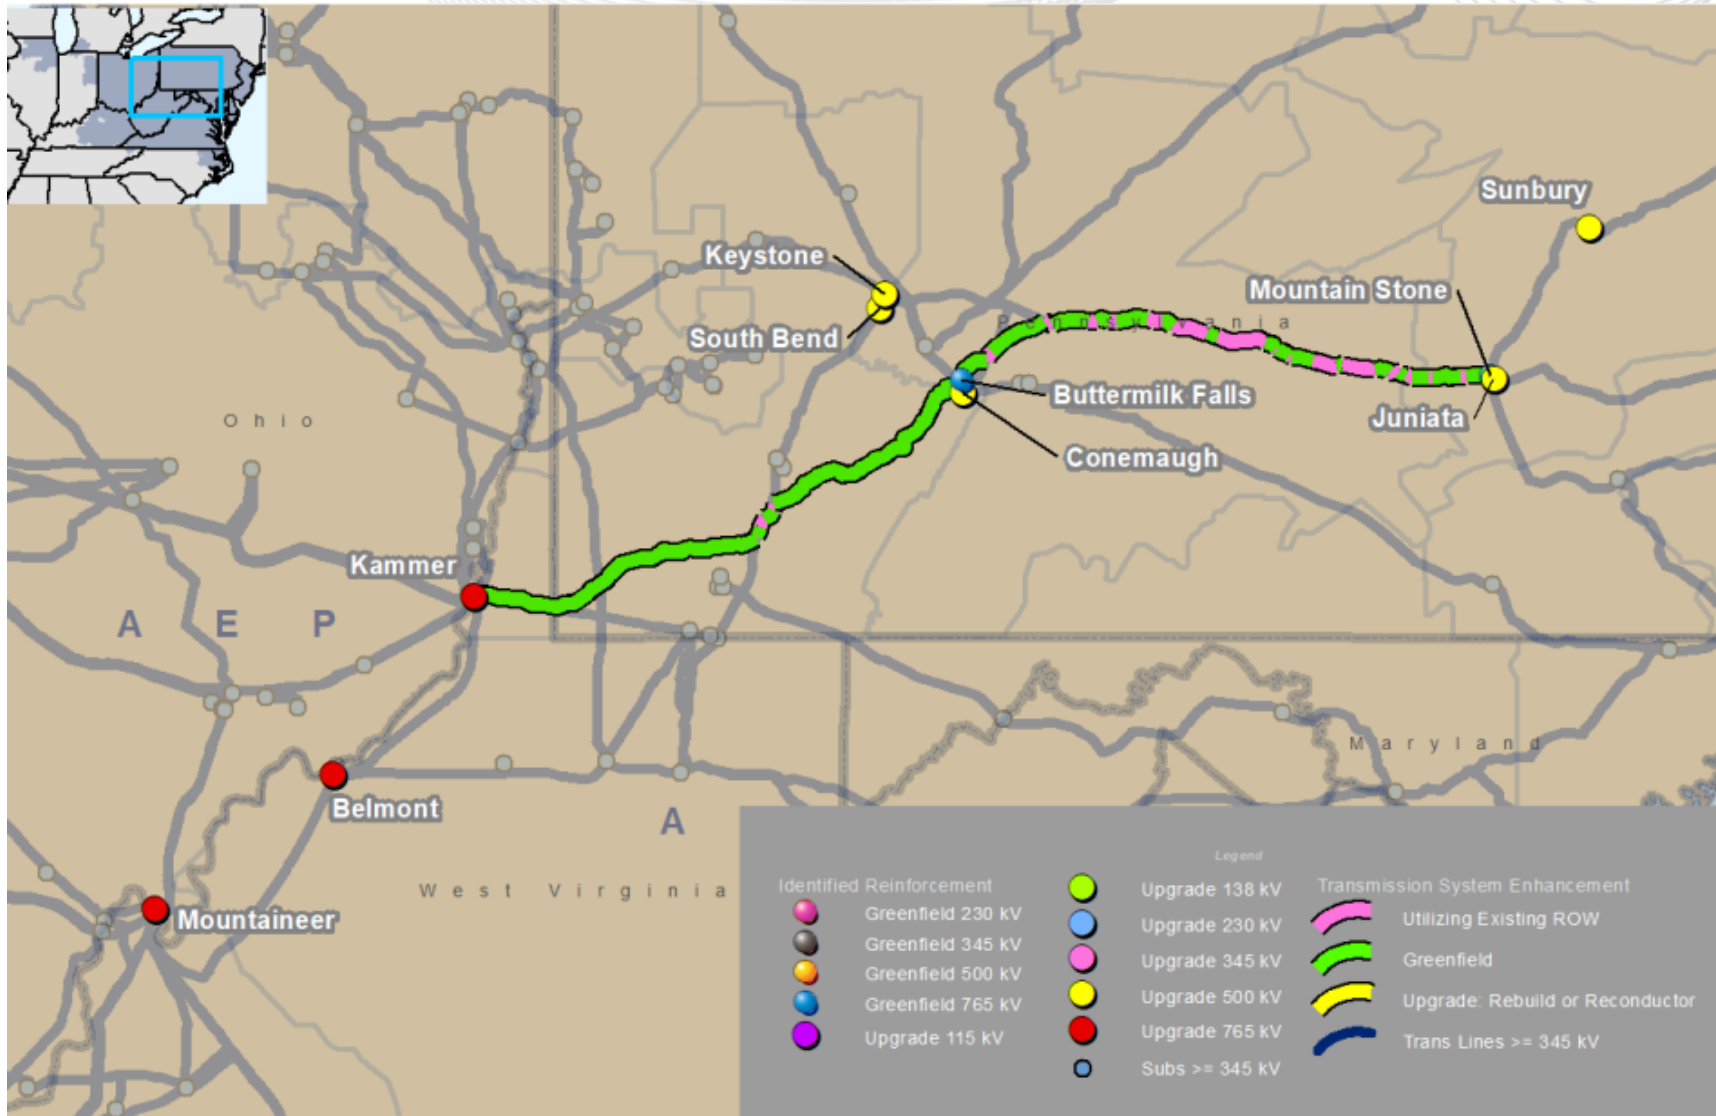 Sunbury
Keystone
Mountain Stone
Pennsylvania
South Bend
Buttermilk Falls
Juniata
Ohio
Conemaugh
Kammer
A E P
Maryland
Belmont
A
West Virginia
Mountaineer
Legend
Identified Reinforcement
Greenfield 230 kV
Greenfield 345 kV
Greenfield 500 kV
Greenfield 765 kV
Upgrade 115 kV
Upgrade 138 kV
Upgrade 230 kV
Upgrade 345 kV
Upgrade 500 kV
Upgrade 765 kV
Subs >= 345 kV
Transmission System Enhancement
Utilizing Existing ROW
Greenfield
Upgrade: Rebuild or Reconductor
Trans Lines >= 345 kV